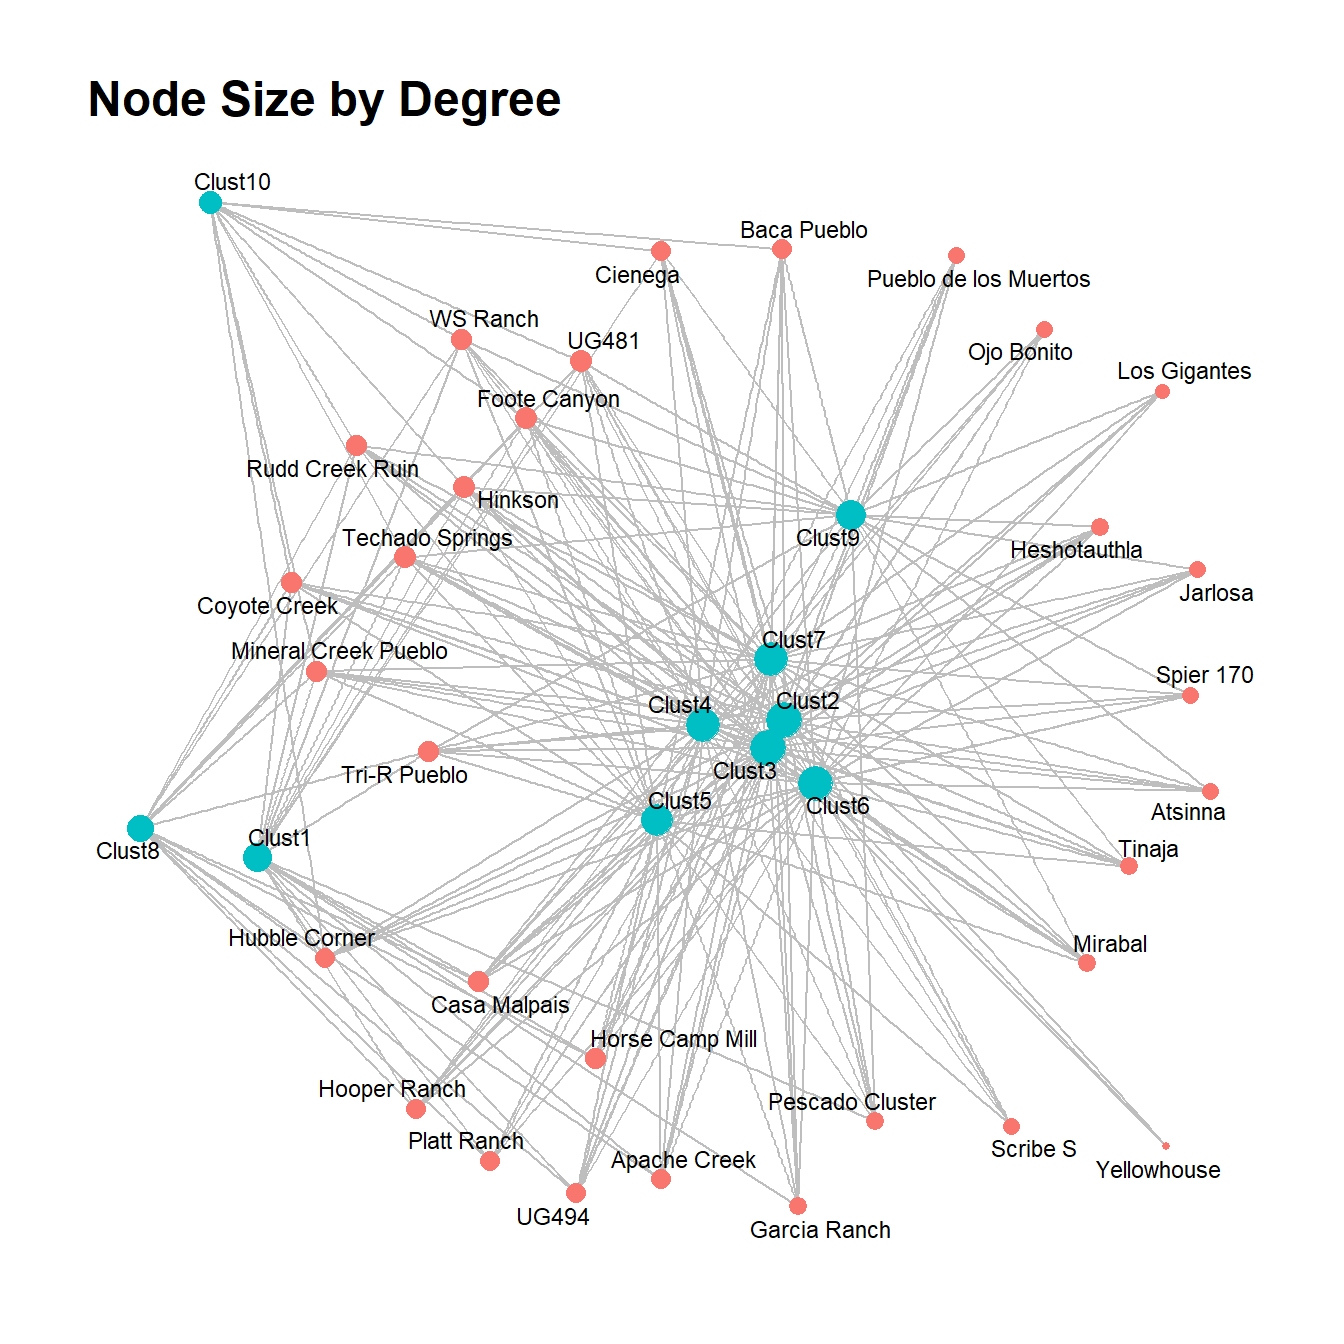 Node Size by Degree
Clust10
Baca Pueblo
Cienega
Pueblo de los Muertos
WS Ranch
UG481
Ojo Bonito
Los Gigantes
Foote Canyon
Rudd Creek Ruin
Hinkson
Techado Springs
Clust9
Heshotauthla
Jarlosa
Coyote Creek
Clust7
Mineral Creek Pueblo
Spier 170
Clust4
Clust2
Clust3
Tri-R Pueblo
Clust5
Clust6
Atsinna
Clust1
Clust8
Tinaja
Hubble Corner
Mirabal
Casa Malpais
Horse Camp Mill
Hooper Ranch
Pescado Cluster
Platt Ranch
Scribe S
Apache Creek
Yellowhouse
UG494
Garcia Ranch